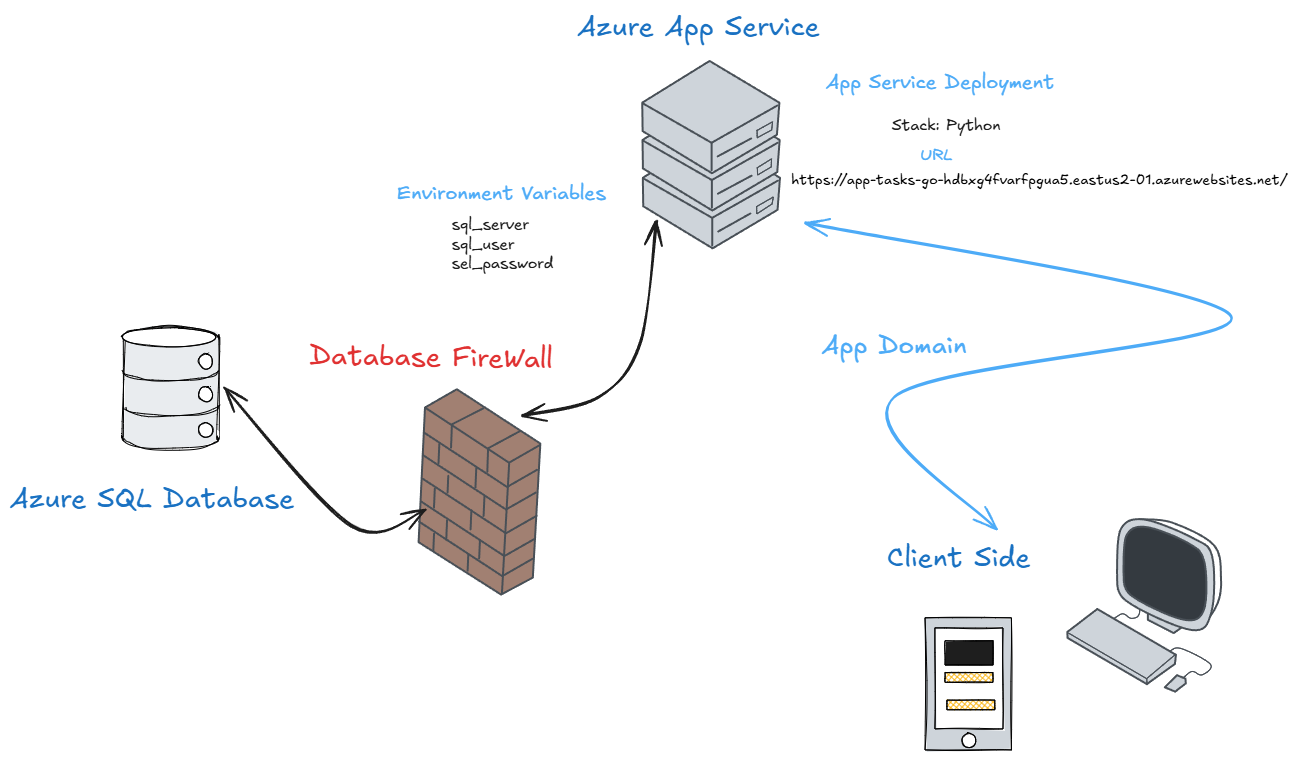 Azure App Service
App Service Deployment
Stack: Python
URL
https://app-tasks-go-hdbxg4fvarfpgua5.eastus2-01.azurewebsites.net/
Environment Variables
sql_server
sql_user
sel_password
Database FireWall
App Domain
Azure SQL Database
Client Side